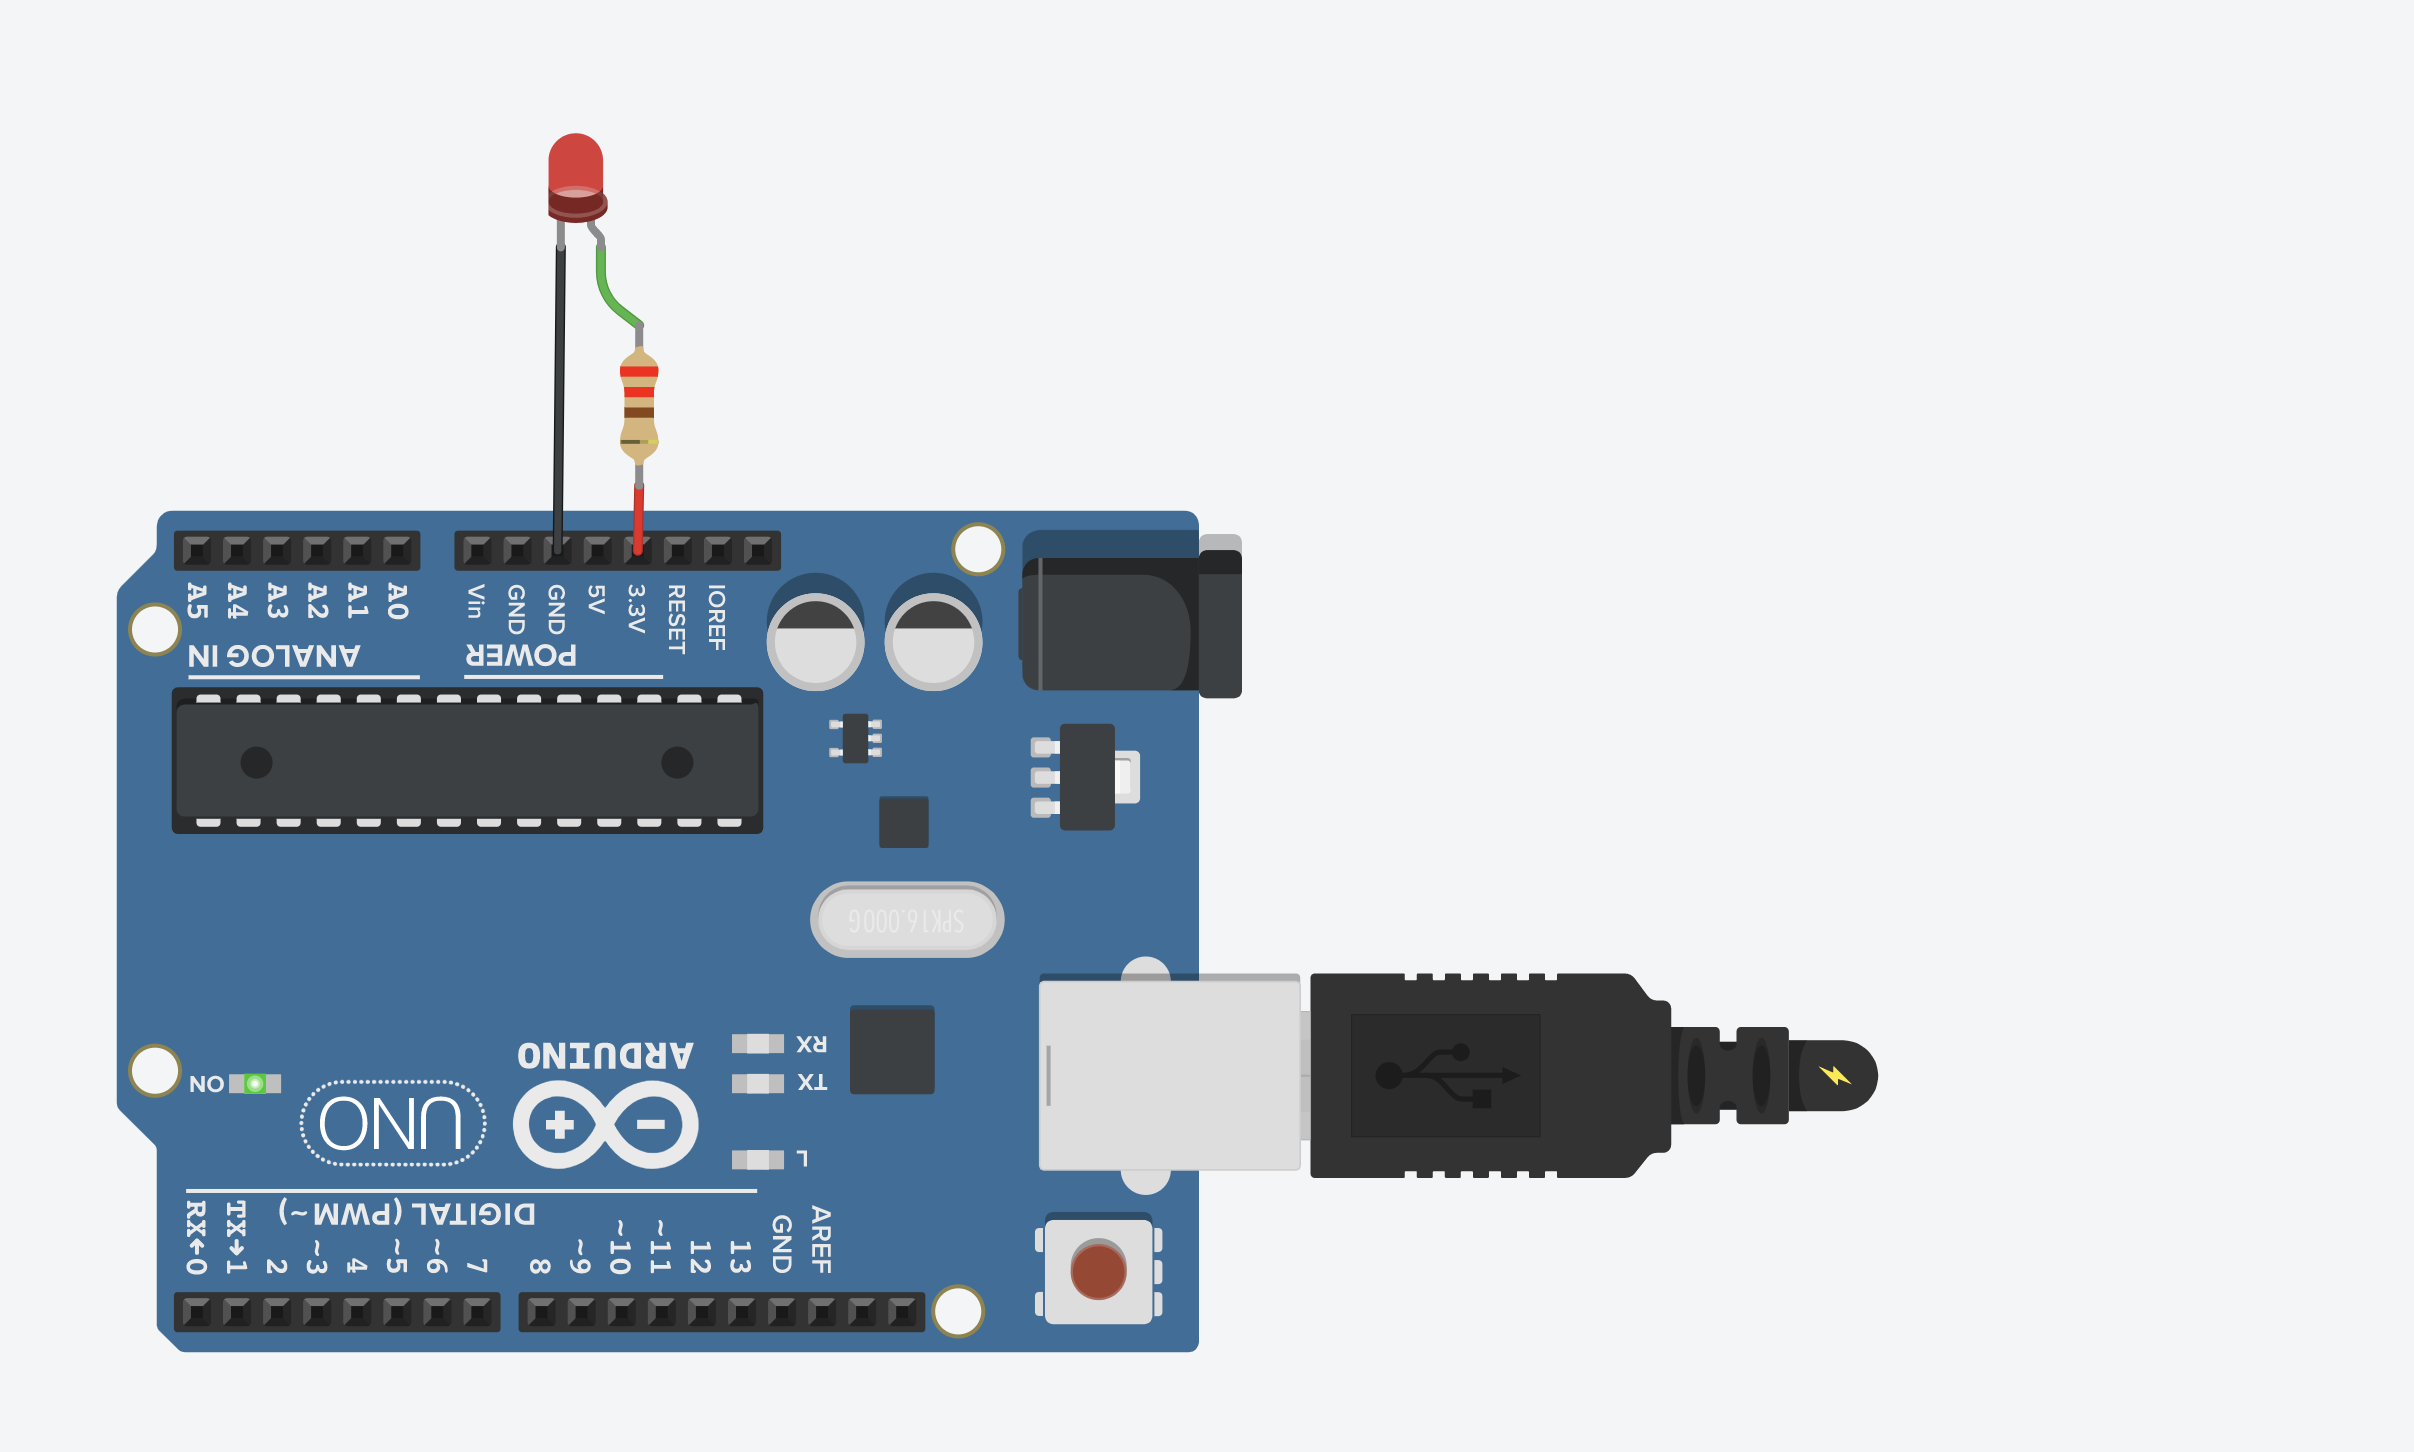 A5 A4 A3 A2 A1 A0
Vin GND GND 5V 3.3V RESET IOREF
ANALOG IN
POWER
SPK16.000G
ARDUINO
RX
TX
ON
UNO
L
DIGITAL (PWM ~)
RX←0 TX→1 2 ~3 4 ~5 ~6 7 8 ~9 ~10 ~11 12 13 GND AREF